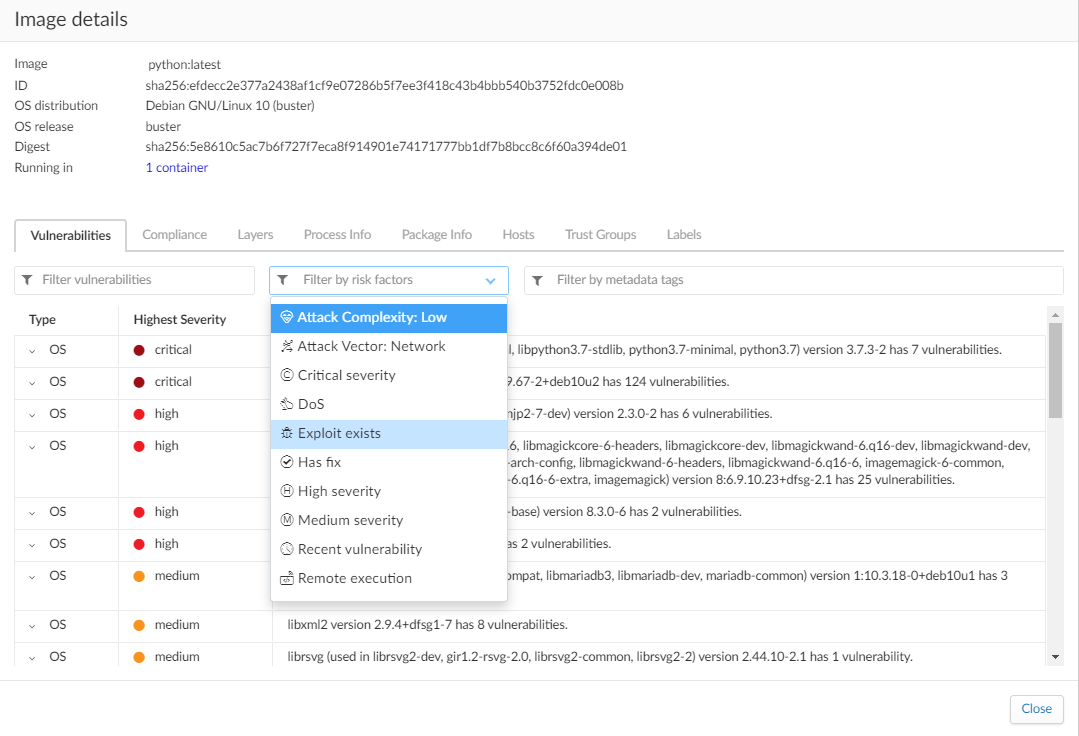 Image details
Image python:latest
ID sha256:efdecc2e377a2438af1cf9e07286b5f7ee3f418c43b4bbb540b3752fdc0e008b
OS distribution Debian GNU/Linux 10 (buster)
OS release buster
Digest sha256:5e8610c5ac7b6f727f7eca8f914901e74171777bb1df7b8bcc8c6f60a394de01
Running in 1 container
Vulnerabilities Compliance Layers Process Info Package Info Hosts Trust Groups Labels
Filter vulnerabilities Filter by risk factors Filter by metadata tags
Type Highest Severity
Attack Complexity: Low
Attack Vector: Network
Critical severity
DoS
Exploit exists
Has fix
High severity
Medium severity
Recent vulnerability
Remote execution
OS critical l, libpython3.7-stdlib, python3.7-minimal, python3.7) version 3.7.3-2 has 7 vulnerabilities.
OS critical 9.67-2+deb10u2 has 124 vulnerabilities.
OS high njp2-7-dev) version 2.3.0-2 has 6 vulnerabilities.
OS high 6, libmagickcore-6-headers, libmagickcore-dev, libmagickwand-6.q16-dev, libmagickwand-dev,
-arch-config, libmagickwand-6-headers, libmagickwand-6.q16-6, imagemagick-6-common,
-6.q16-6-extra, imagemagick) version 8:6.9.10.23+dfsg-2.1 has 25 vulnerabilities.
OS high -base) version 8.3.0-6 has 2 vulnerabilities.
OS high as 2 vulnerabilities.
OS medium ompat, libmariadb3, libmariadb-dev, mariadb-common) version 1:10.3.18-0+deb10u1 has 3
OS medium libxml2 version 2.9.4+dfsg1-7 has 8 vulnerabilities.
OS medium librsvg (used in librsvg2-dev, gir1.2-rsvg-2.0, librsvg2-common, librsvg2-2) version 2.44.10-2.1 has 1 vulnerability.
Close